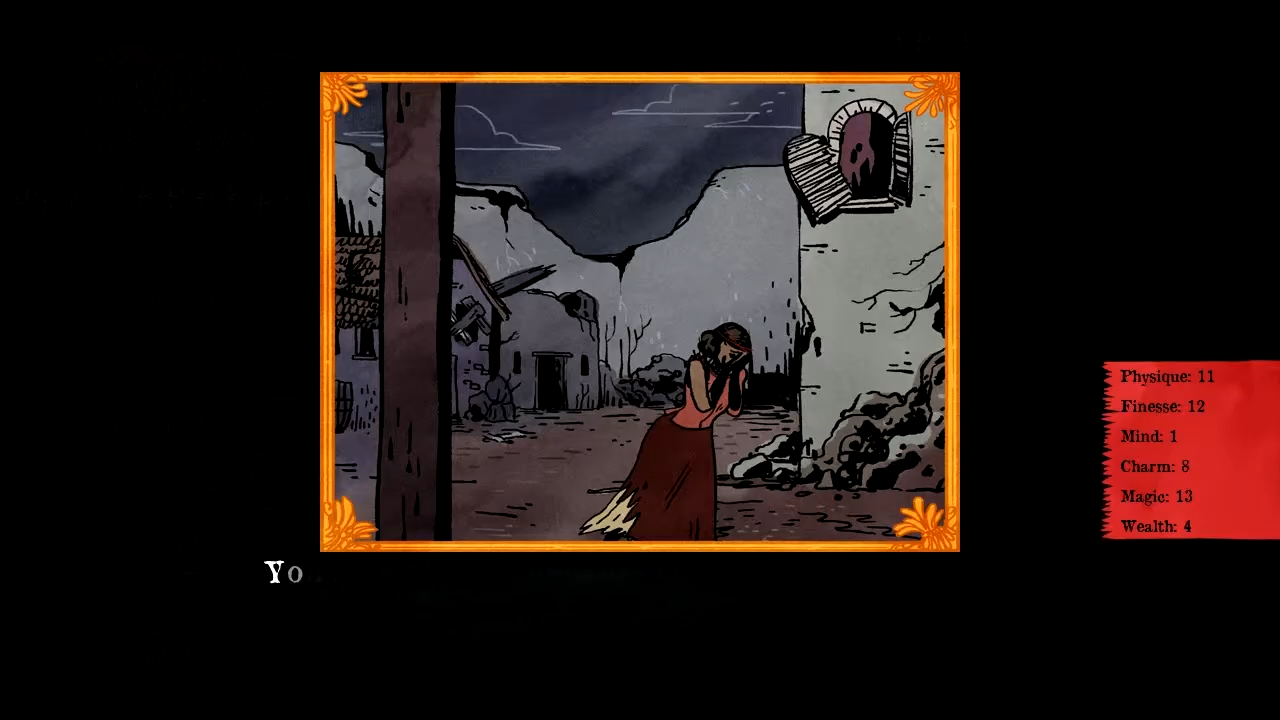 Yo
Physique: 11
Finesse: 12
Mind: 1
Charm: 8
Magic: 13
Wealth: 4